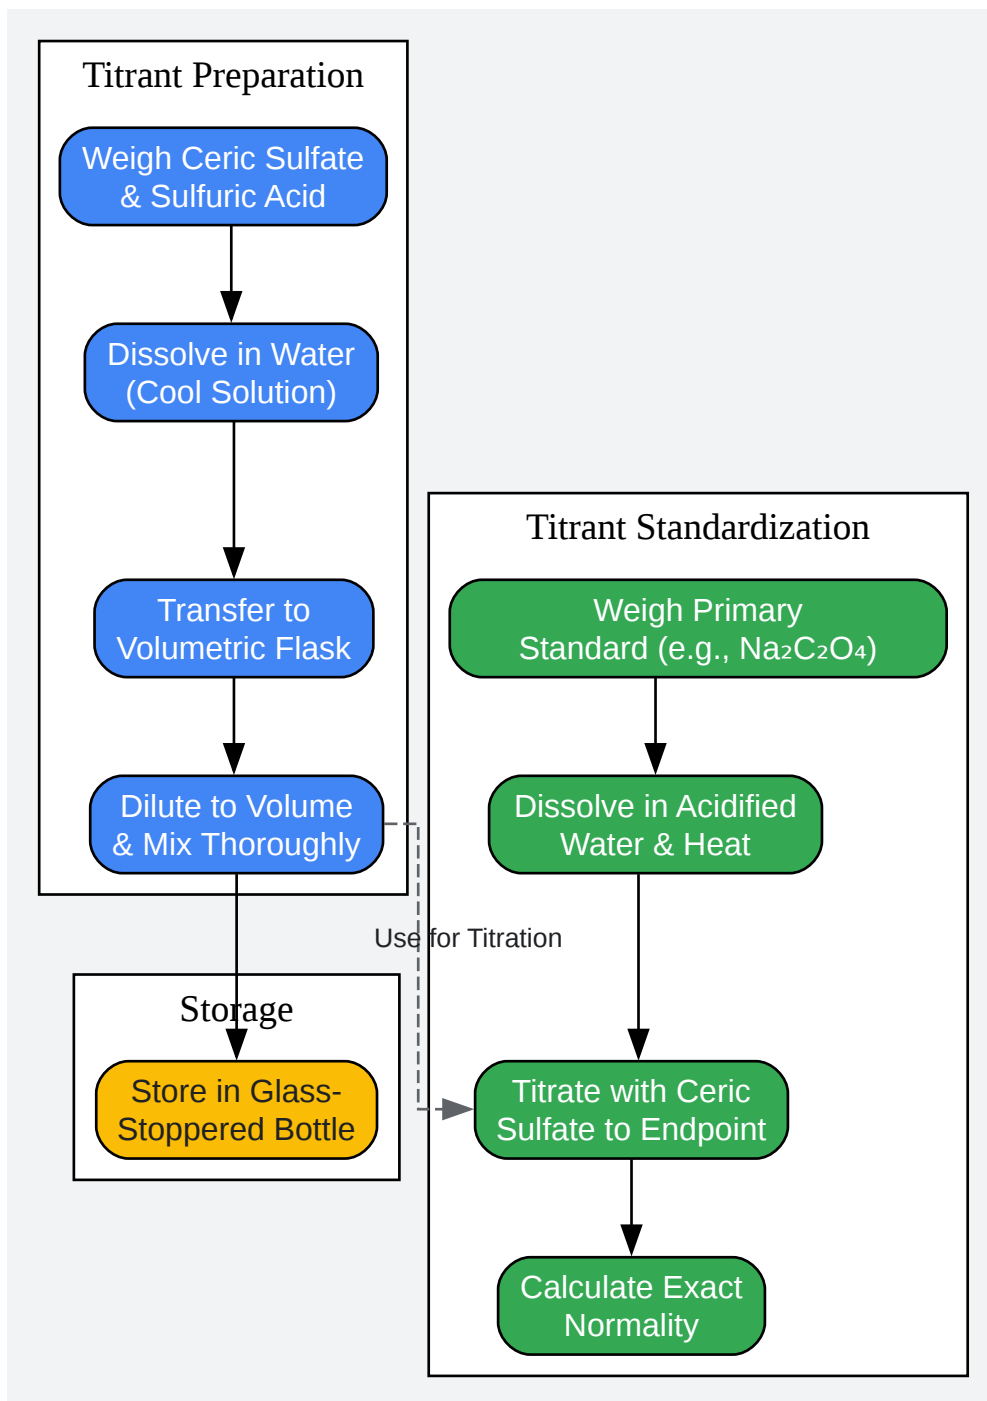 Titrant Preparation
Weigh Ceric Sulfate
& Sulfuric Acid
Dissolve in Water
(Cool Solution)
Transfer to
Volumetric Flask
Dilute to Volume
& Mix Thoroughly
Use for Titration
Storage
Store in Glass-
Stoppered Bottle
Titrant Standardization
Weigh Primary
Standard (e.g., Na₂C₂O₄)
Dissolve in Acidified
Water & Heat
Titrate with Ceric
Sulfate to Endpoint
Calculate Exact
Normality